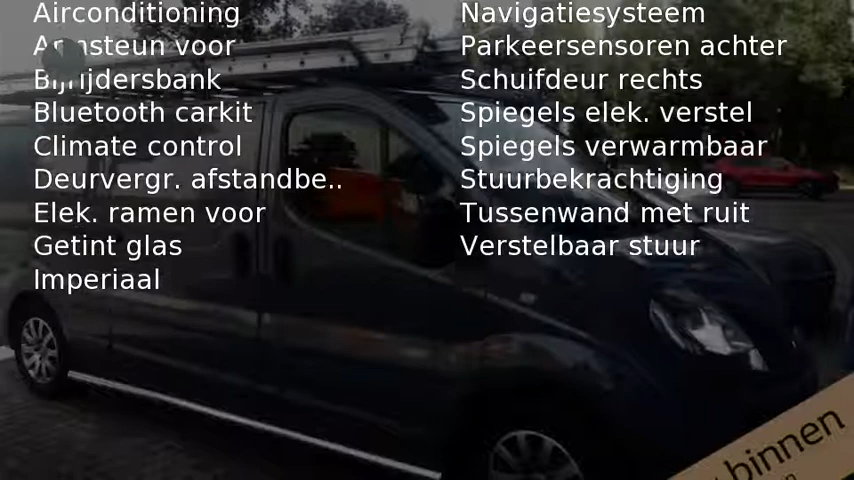 Airconditioning
Armsteun voor
Bijrijdersbank
Bluetooth carkit
Climate control
Deurvergr. afstandbe..
Elek. ramen voor
Getint glas
Imperiaal
Navigatiesysteem
Parkeersensoren achter
Schuifdeur rechts
Spiegels elek. verstel
Spiegels verwarmbaar
Stuurbekrachtiging
Tussenwand met ruit
Verstelbaar stuur
binnen